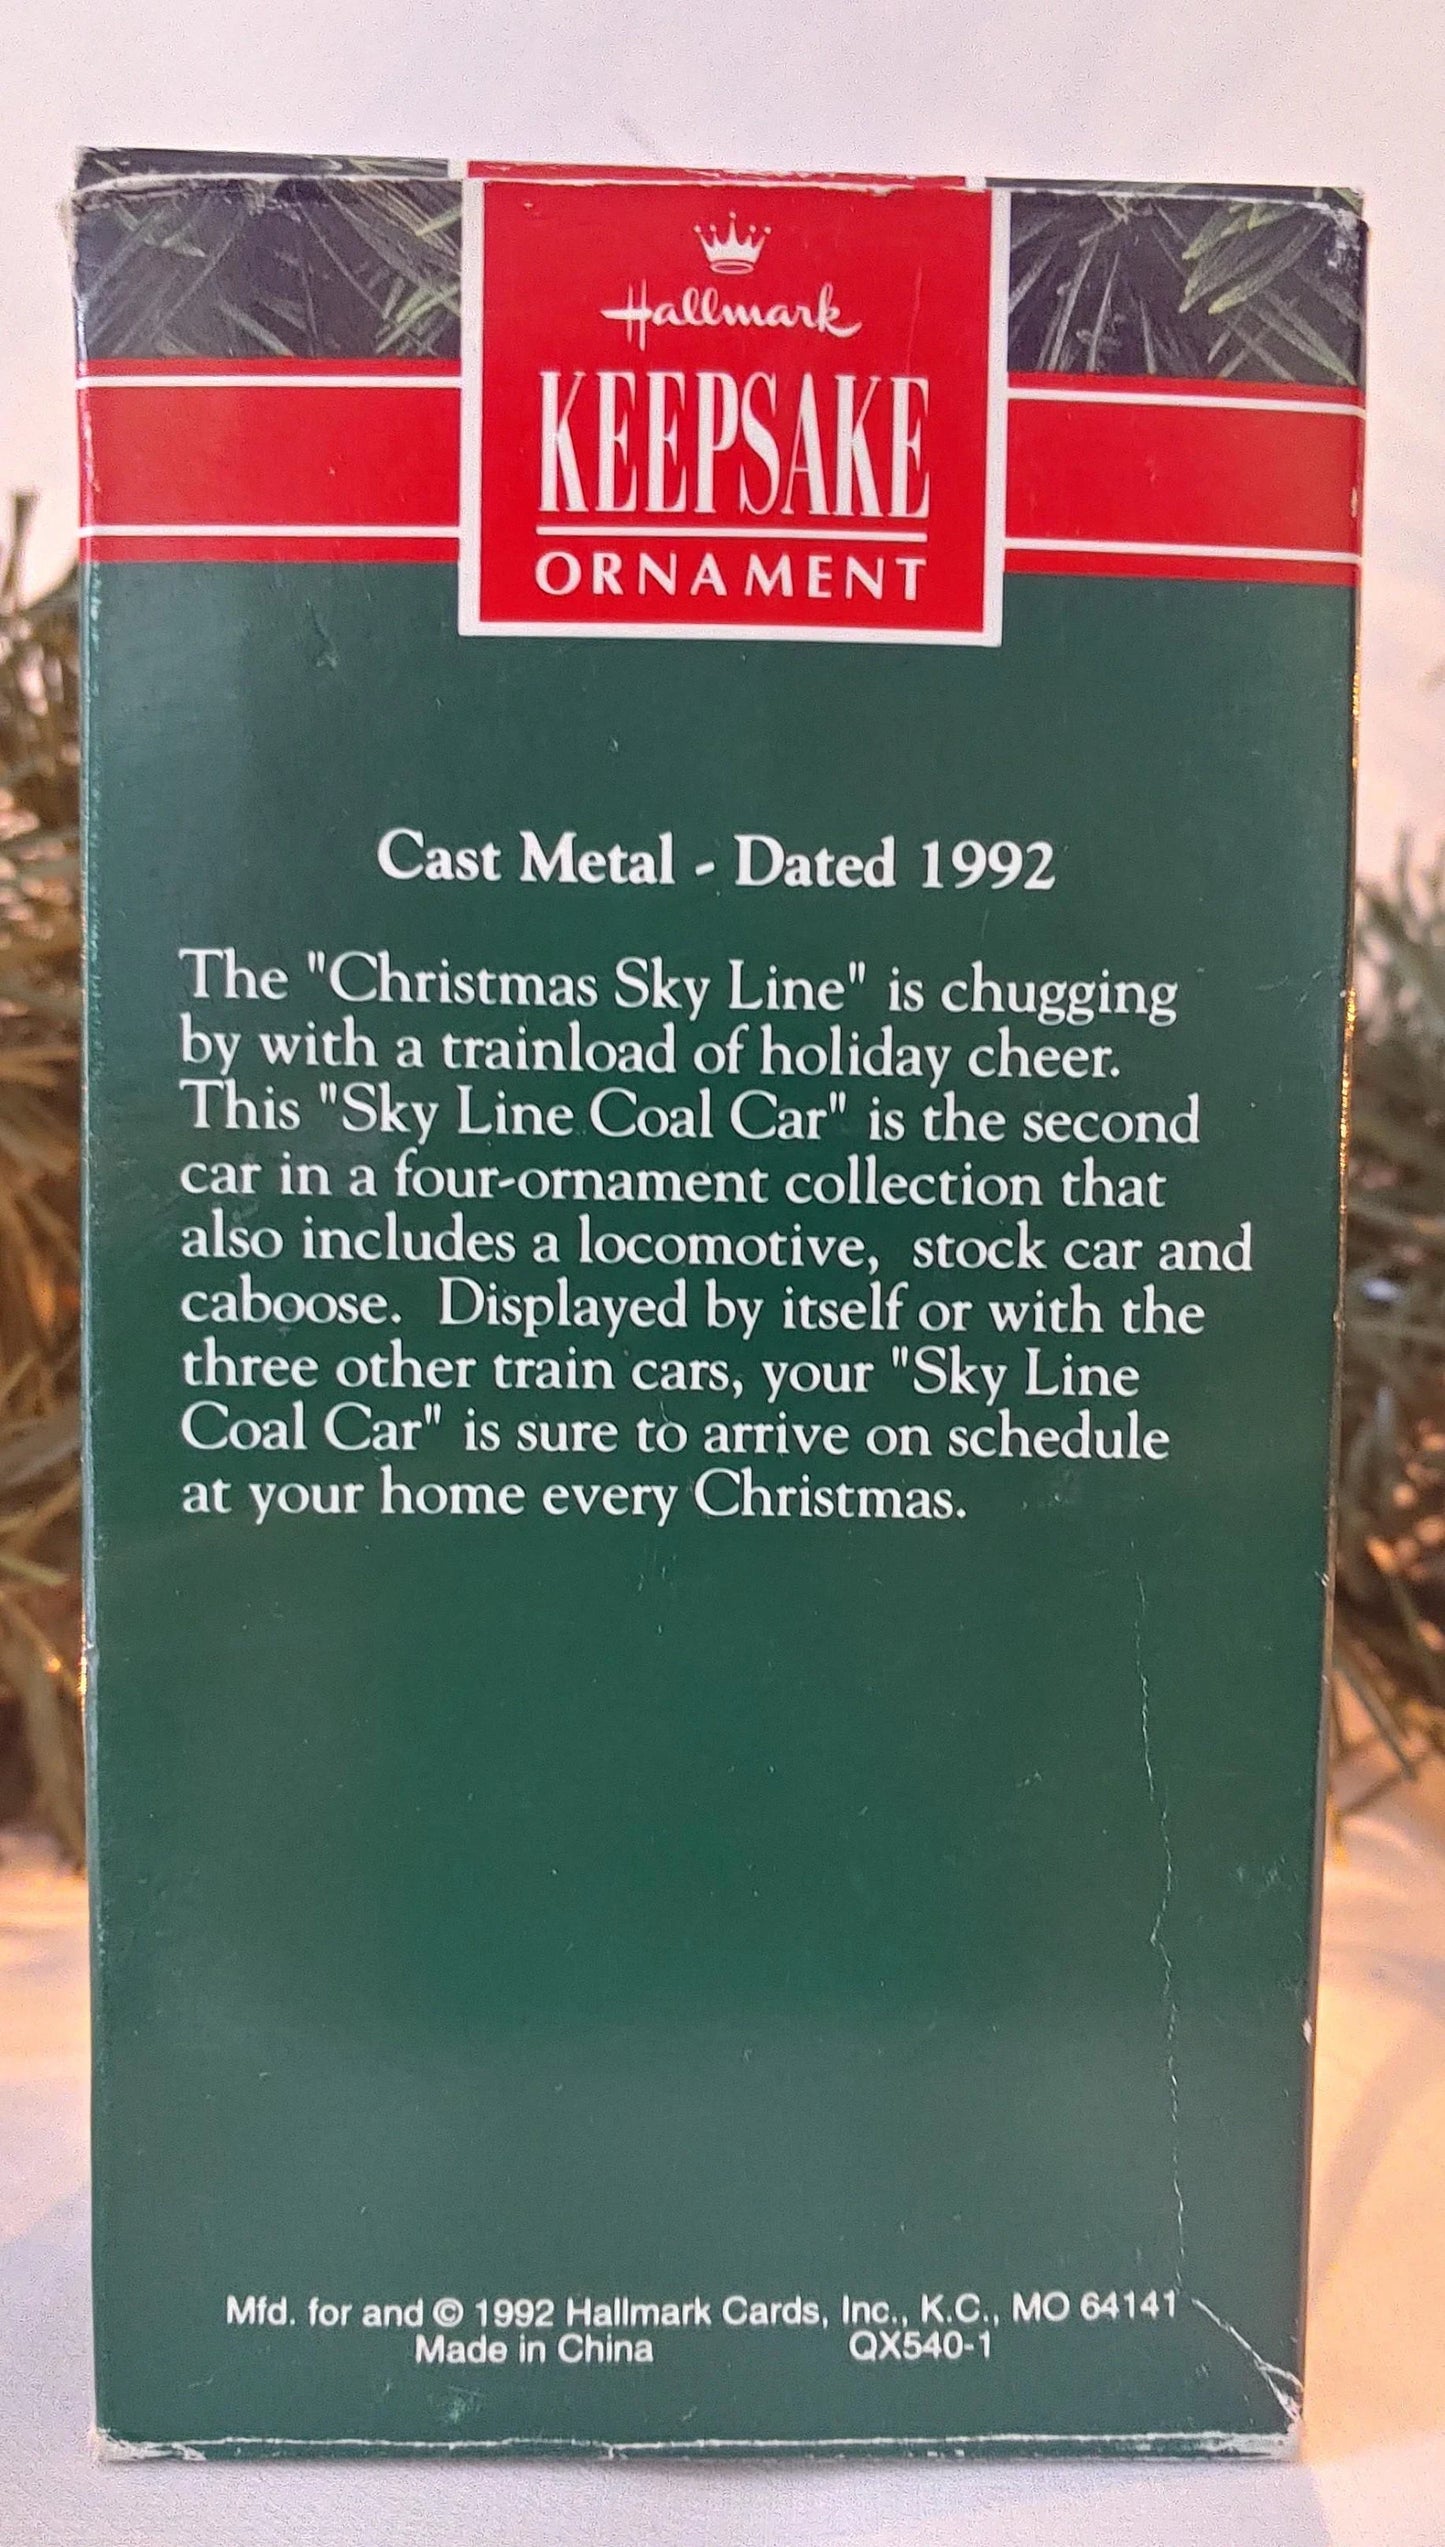 Hallmark
KEEPSAKE
ORNAMENT
Cast Metal - Dated 1992
The "Christmas Sky Line" is chugging
by with a trainload of holiday cheer.
This "Sky Line Coal Car" is the second
car in a four-ornament collection that
also includes a locomotive,  stock car and
caboose.  Displayed by itself or with the
three other train cars, your "Sky Line
Coal Car" is sure to arrive on schedule
at your home every Christmas.
Mfd. for and © 1992 Hallmark Cards, Inc., K.C., MO 64141
Made in China QX540-1